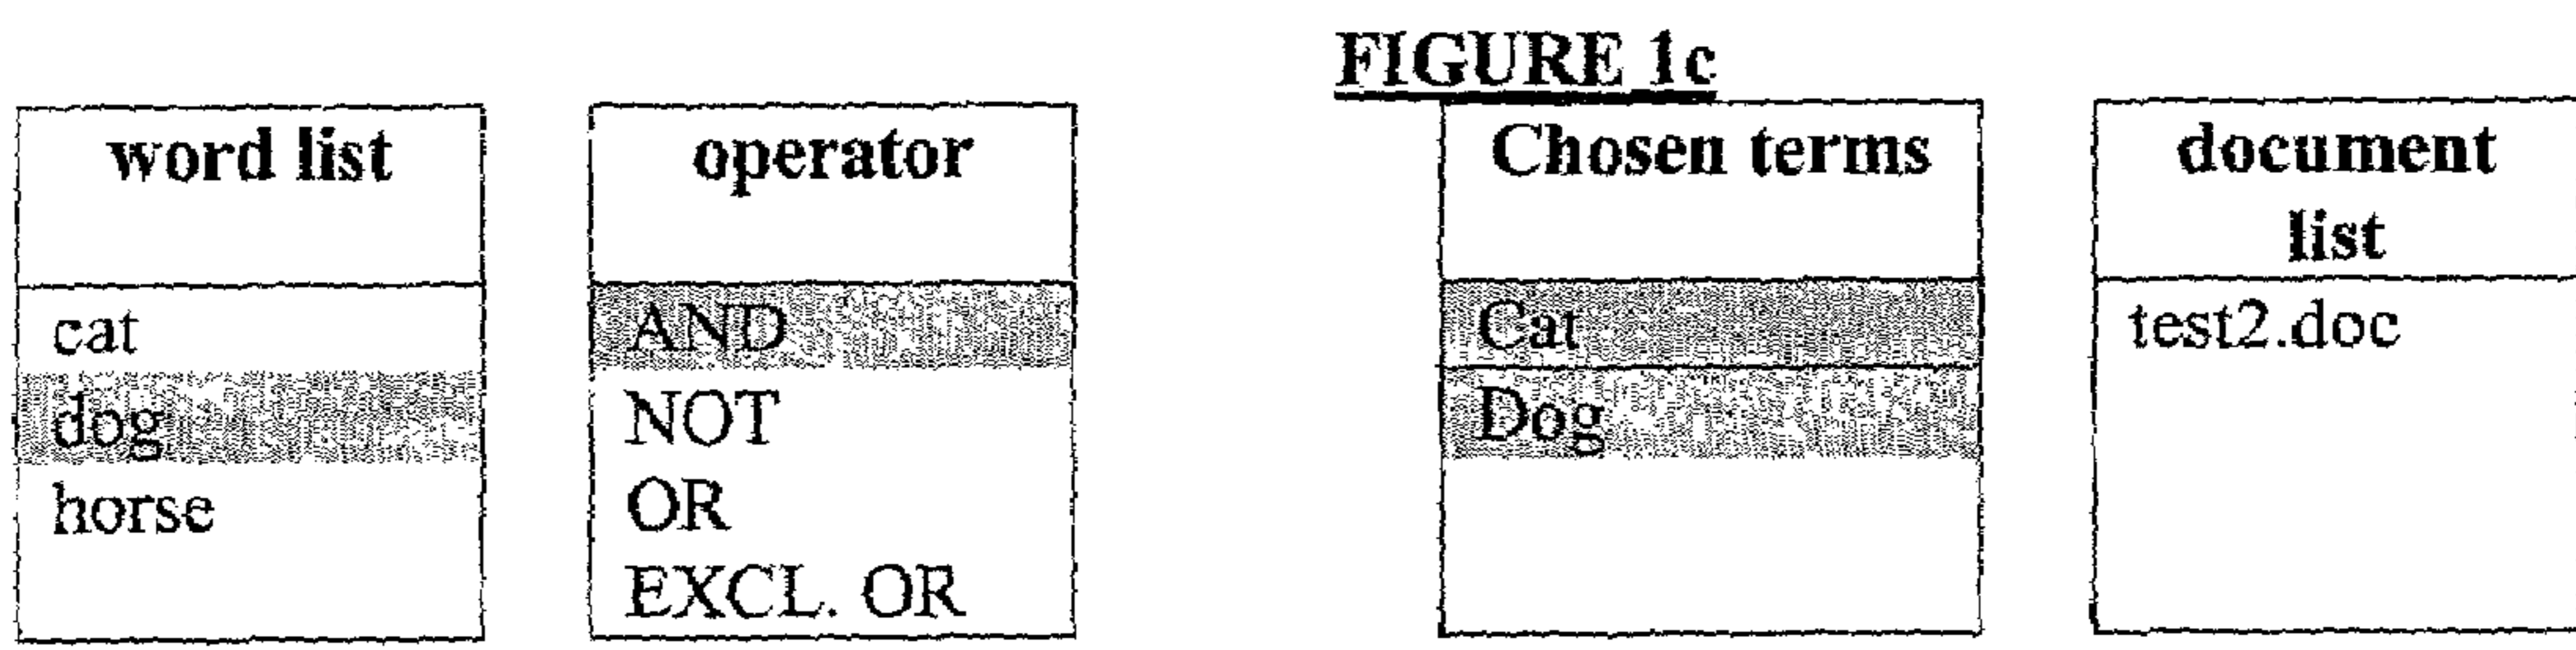 FIGURE 1c
word list
cat
dog
horse
operator
AND
NOT
OR
EXCL. OR
Chosen terms
Cat
Dog
document
list
test2.doc